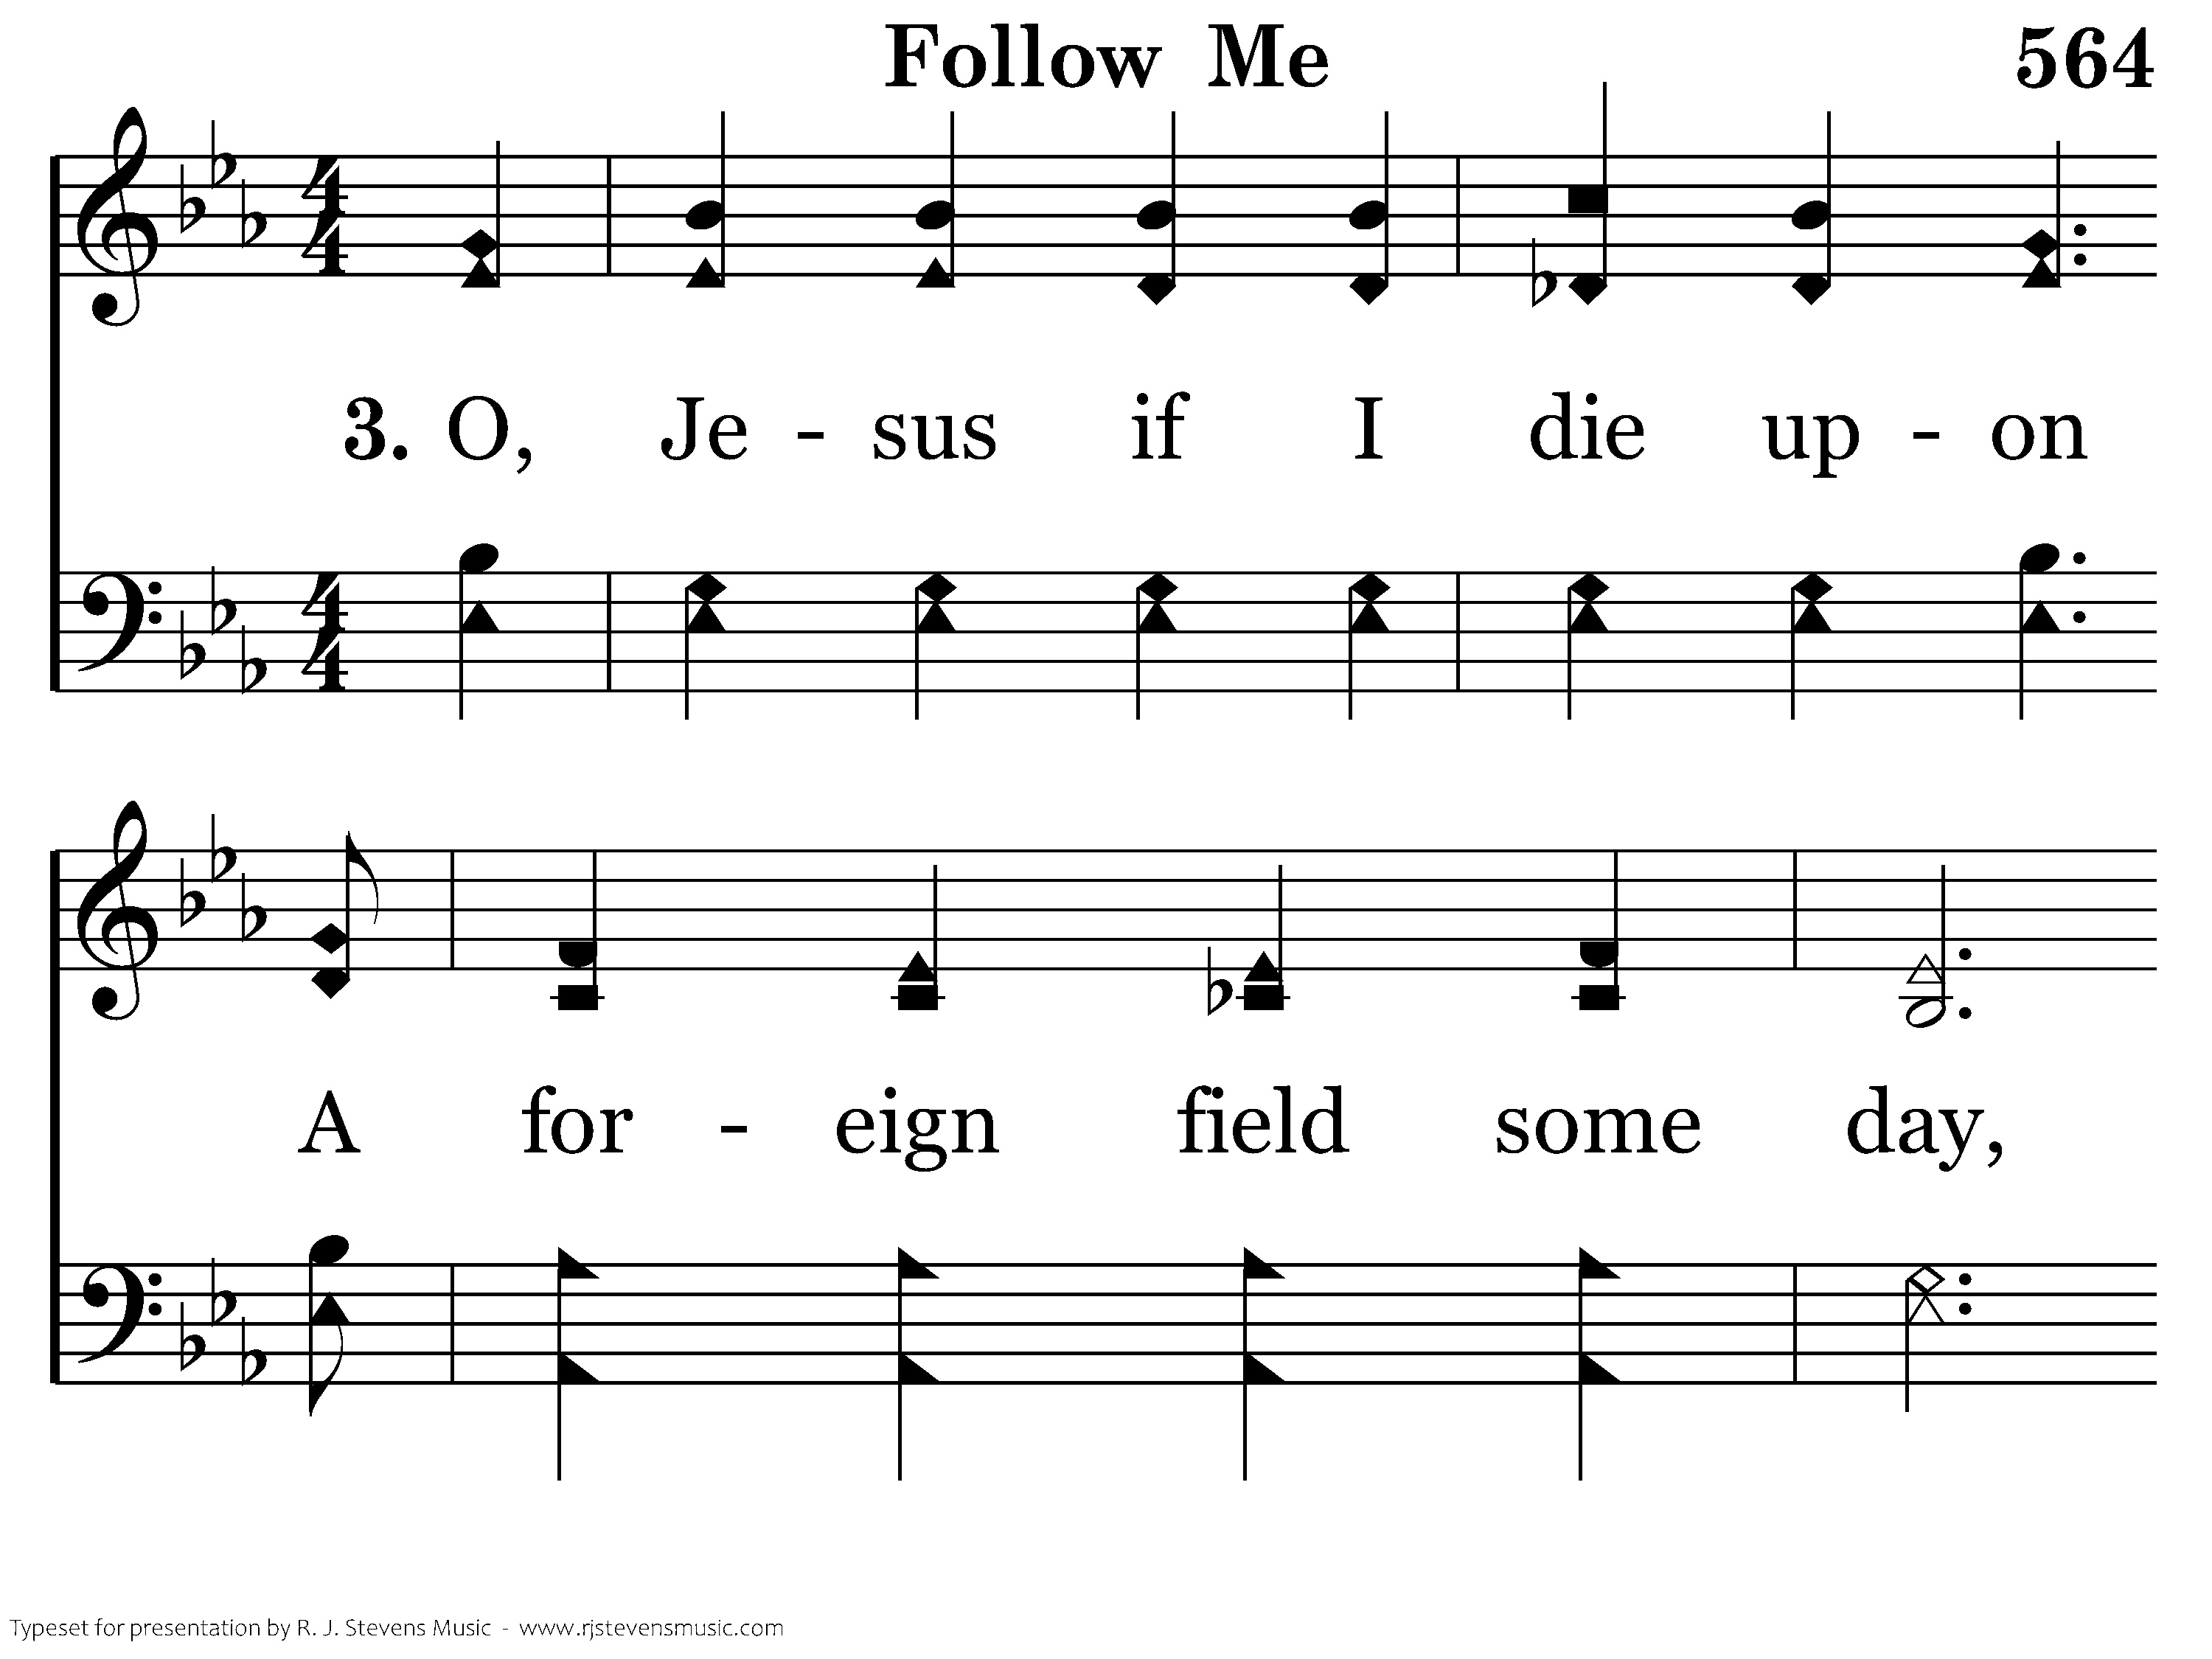 Follow Me 564
3. O, Je - sus if I die up - on
A for - eign field some day,
Typeset for presentation by R. J. Stevens Music - www.rjstevensmusic.com